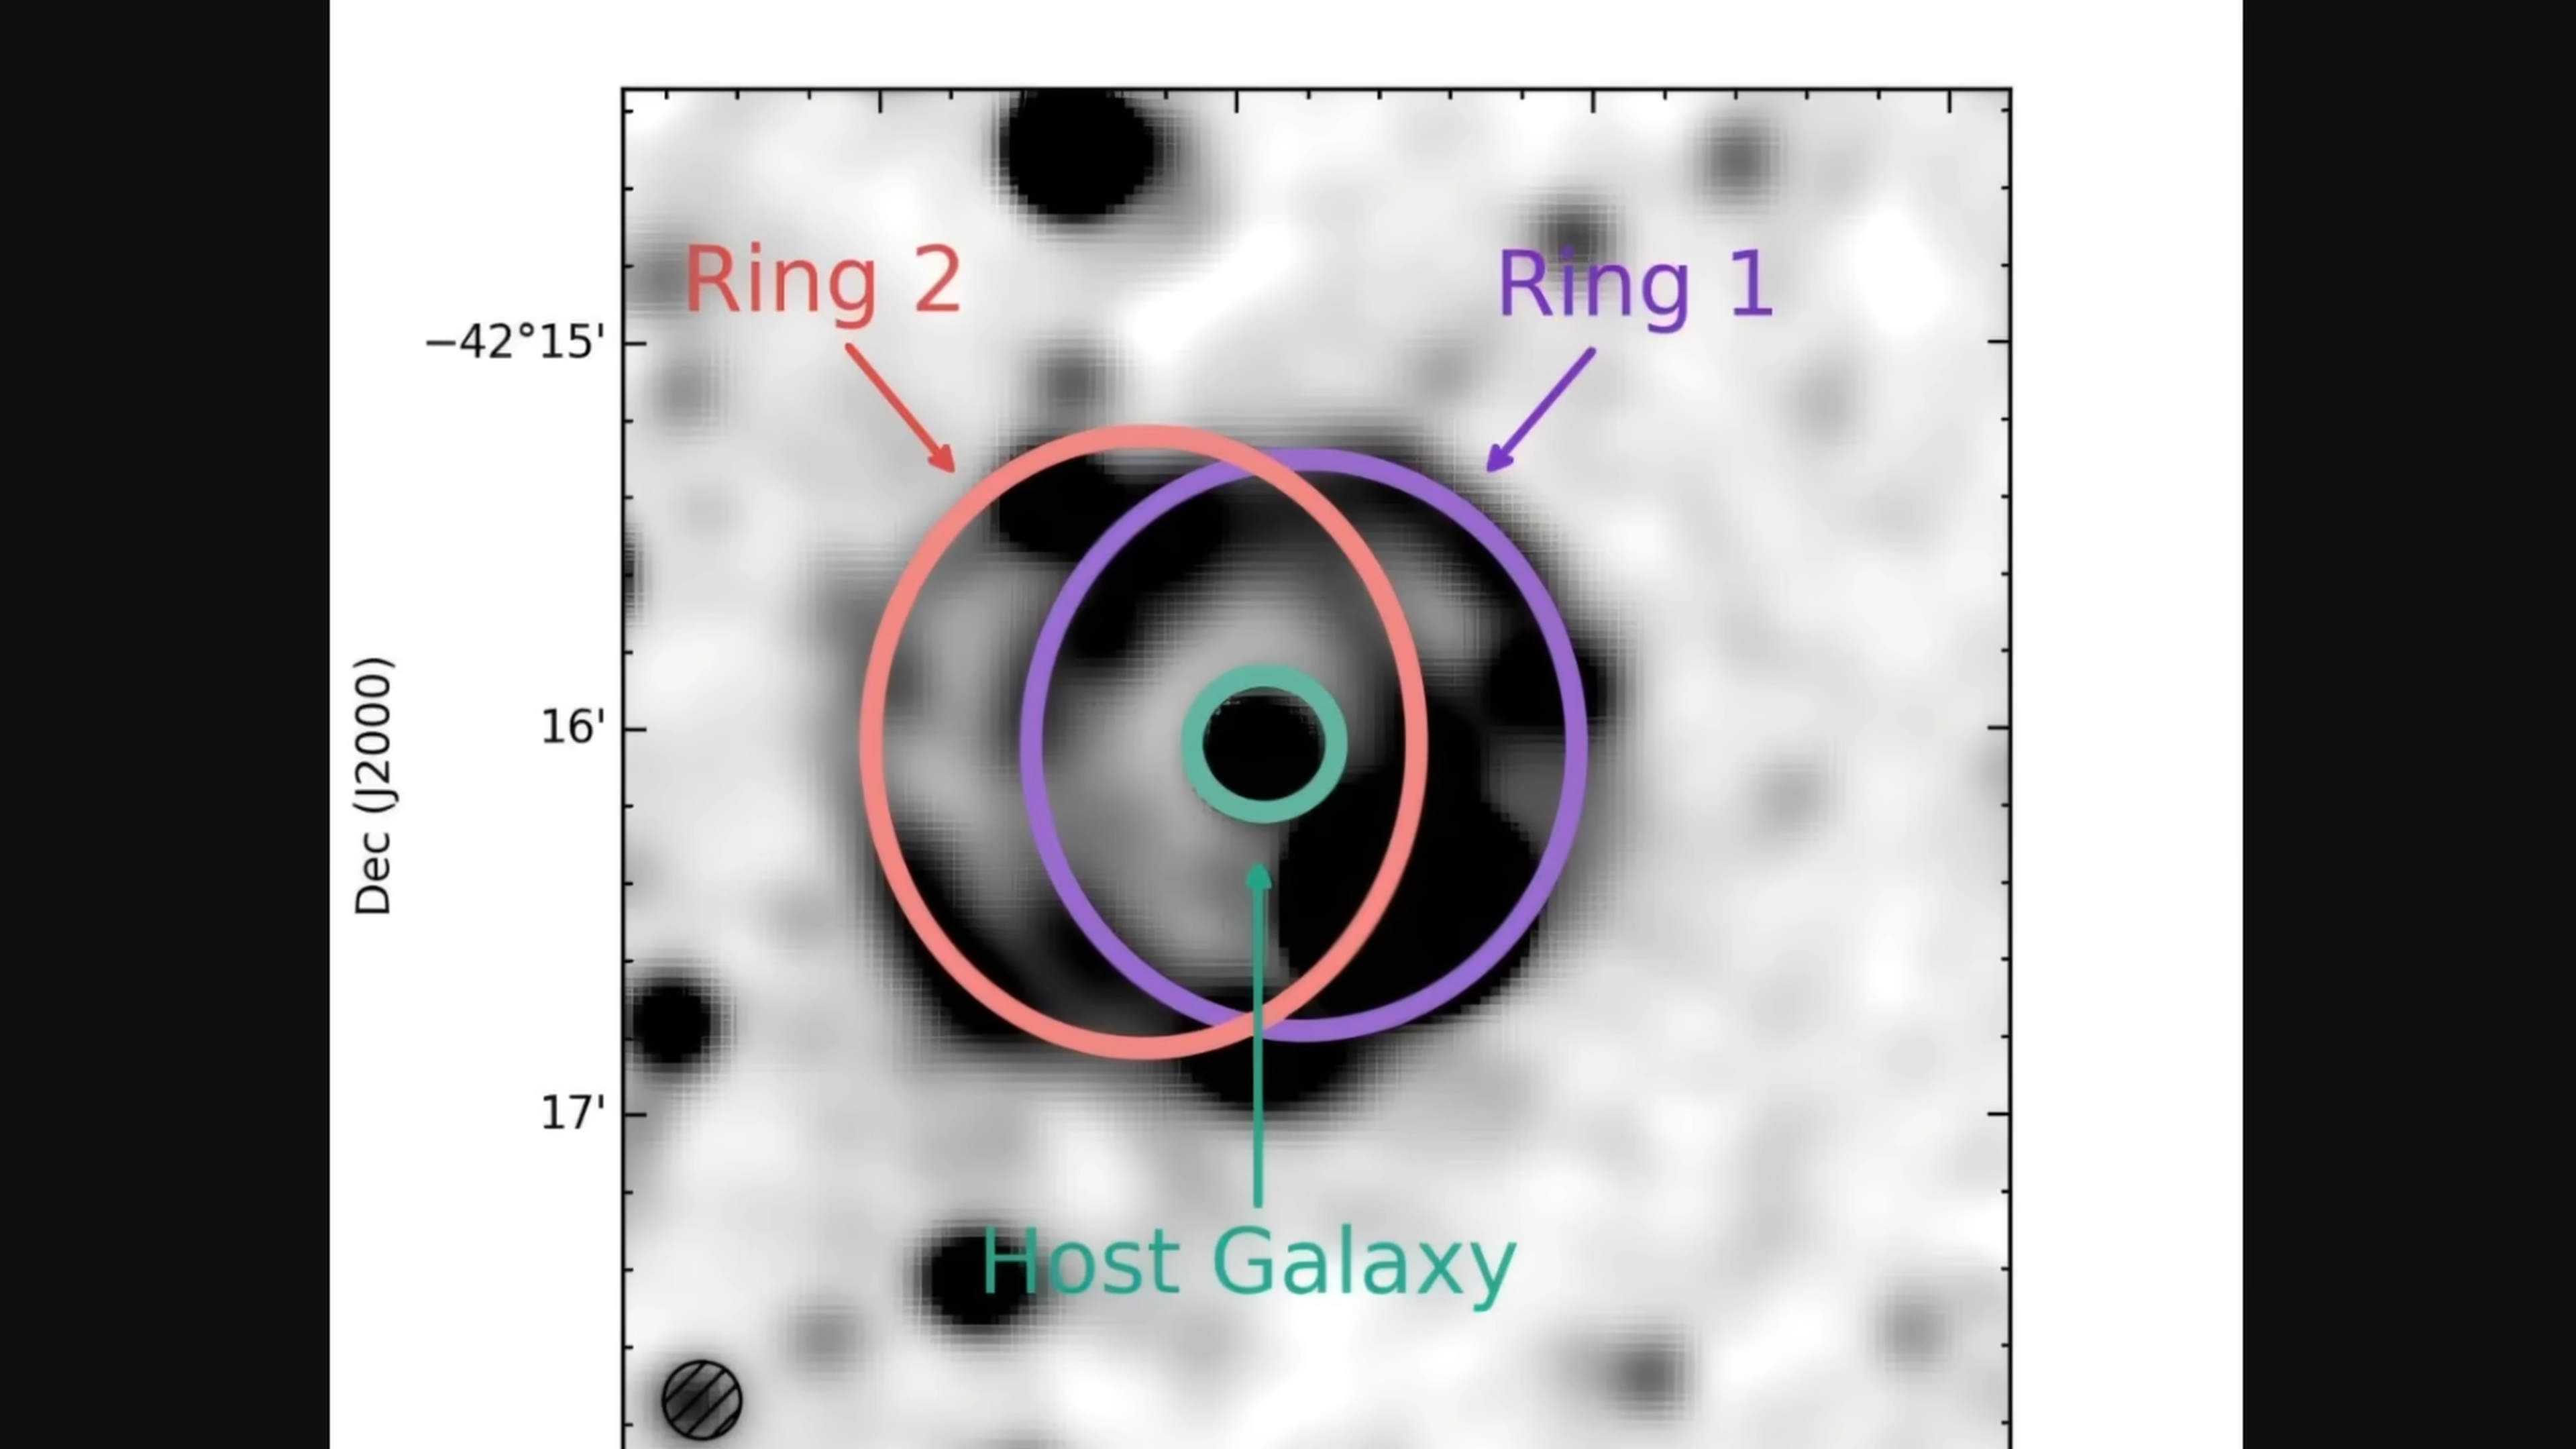 Ring 2
Ring 1
−42°15'
16'
Dec (J2000)
17'
Host Galaxy